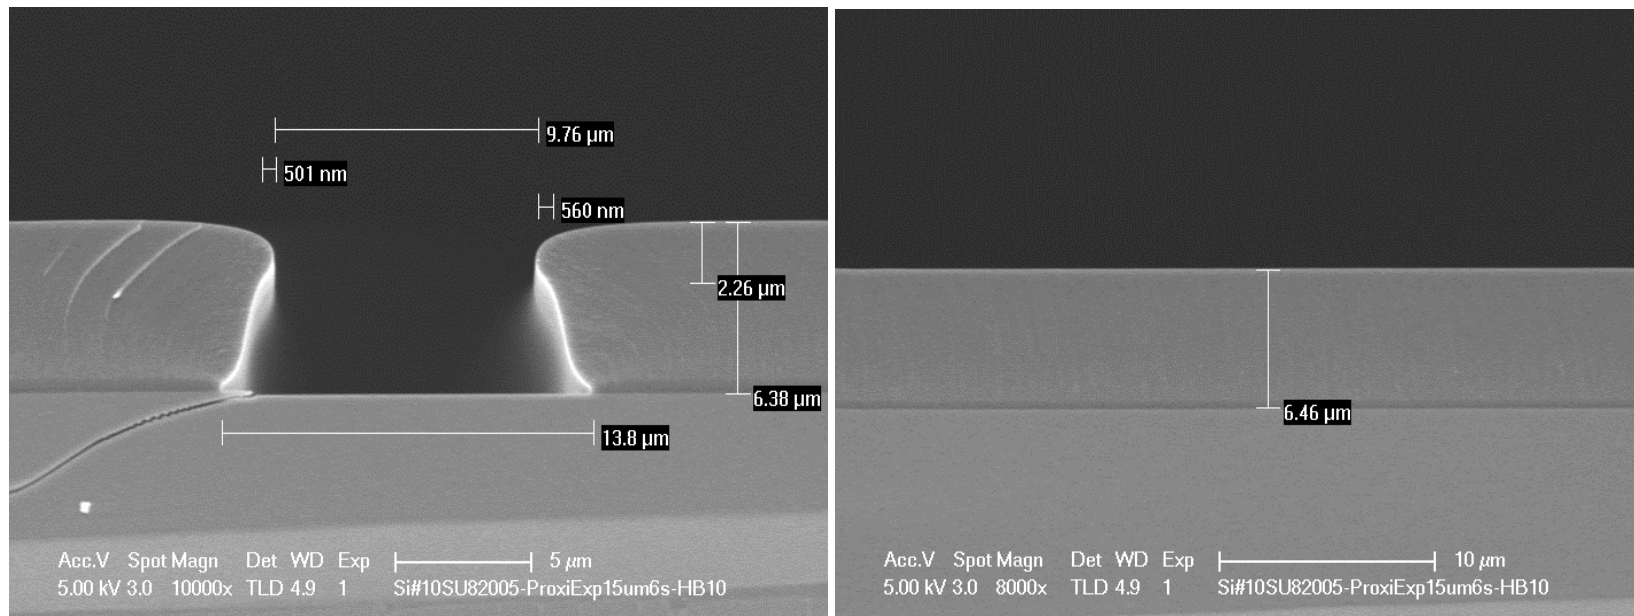 9.76 µm
501 nm
560 nm
2.26 µm
6.38 µm
13.8 µm
Acc.V Spot Magn Det WD Exp 5 µm
5.00 kV 3.0 10000x TLD 4.9 1 Si#10SU82005-ProxiExp15um6s-HB10
6.46 µm
Acc.V Spot Magn Det WD Exp 10 µm
5.00 kV 3.0 8000x TLD 4.9 1 Si#10SU82005-ProxiExp15um6s-HB10